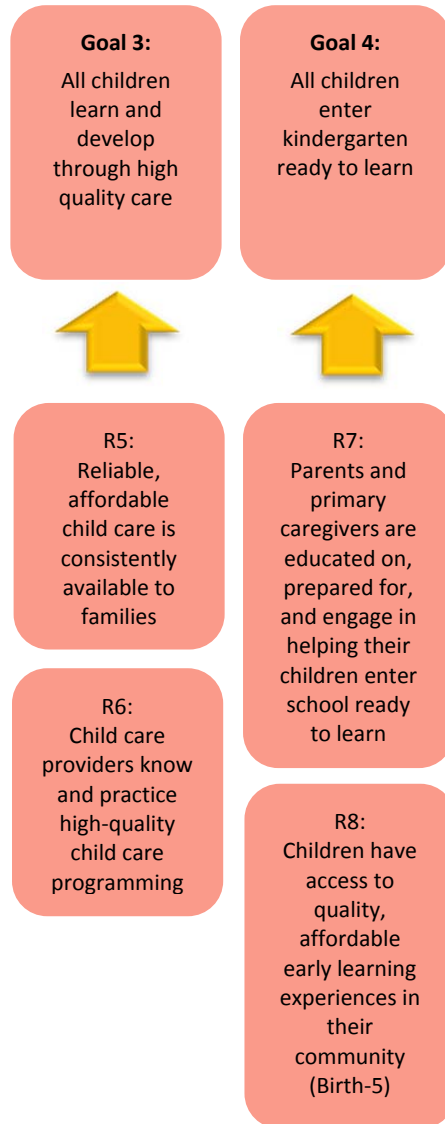 Goal 3:
All children
learn and
develop
through high
quality care
Goal 4:
All children
enter
kindergarten
ready to learn
R5:
Reliable,
affordable
child care is
consistently
available to
families
R6:
Child care
providers know
and practice
high-quality
child care
programming
R7:
Parents and
primary
caregivers are
educated on,
prepared for,
and engage in
helping their
children enter
school ready
to learn
R8:
Children have
access to
quality,
affordable
early learning
experiences in
their
community
(Birth-5)